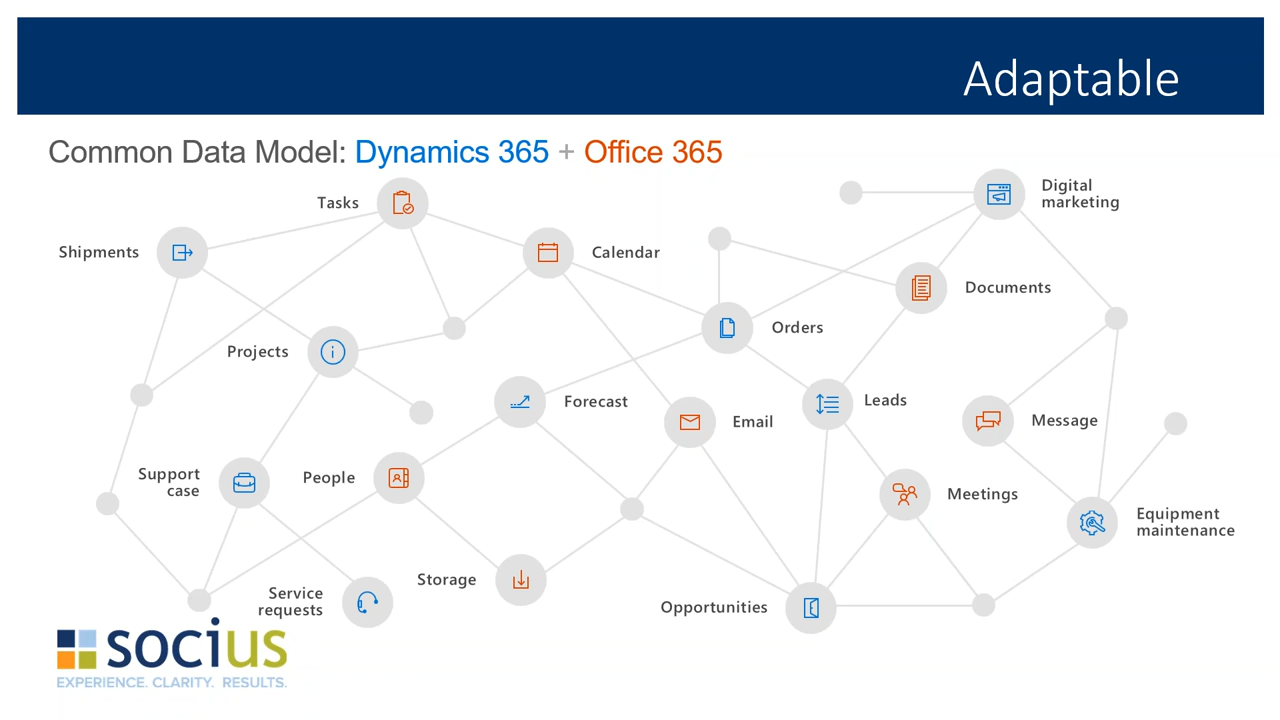 Adaptable
Common Data Model: Dynamics 365 + Office 365
Tasks
Digital
marketing
Shipments
Calendar
Documents
Orders
Projects
Forecast
Leads
Email
Message
Support
case
People
Meetings
Equipment
maintenance
Storage
Service
requests
Opportunities
socius
EXPERIENCE. CLARITY. RESULTS.